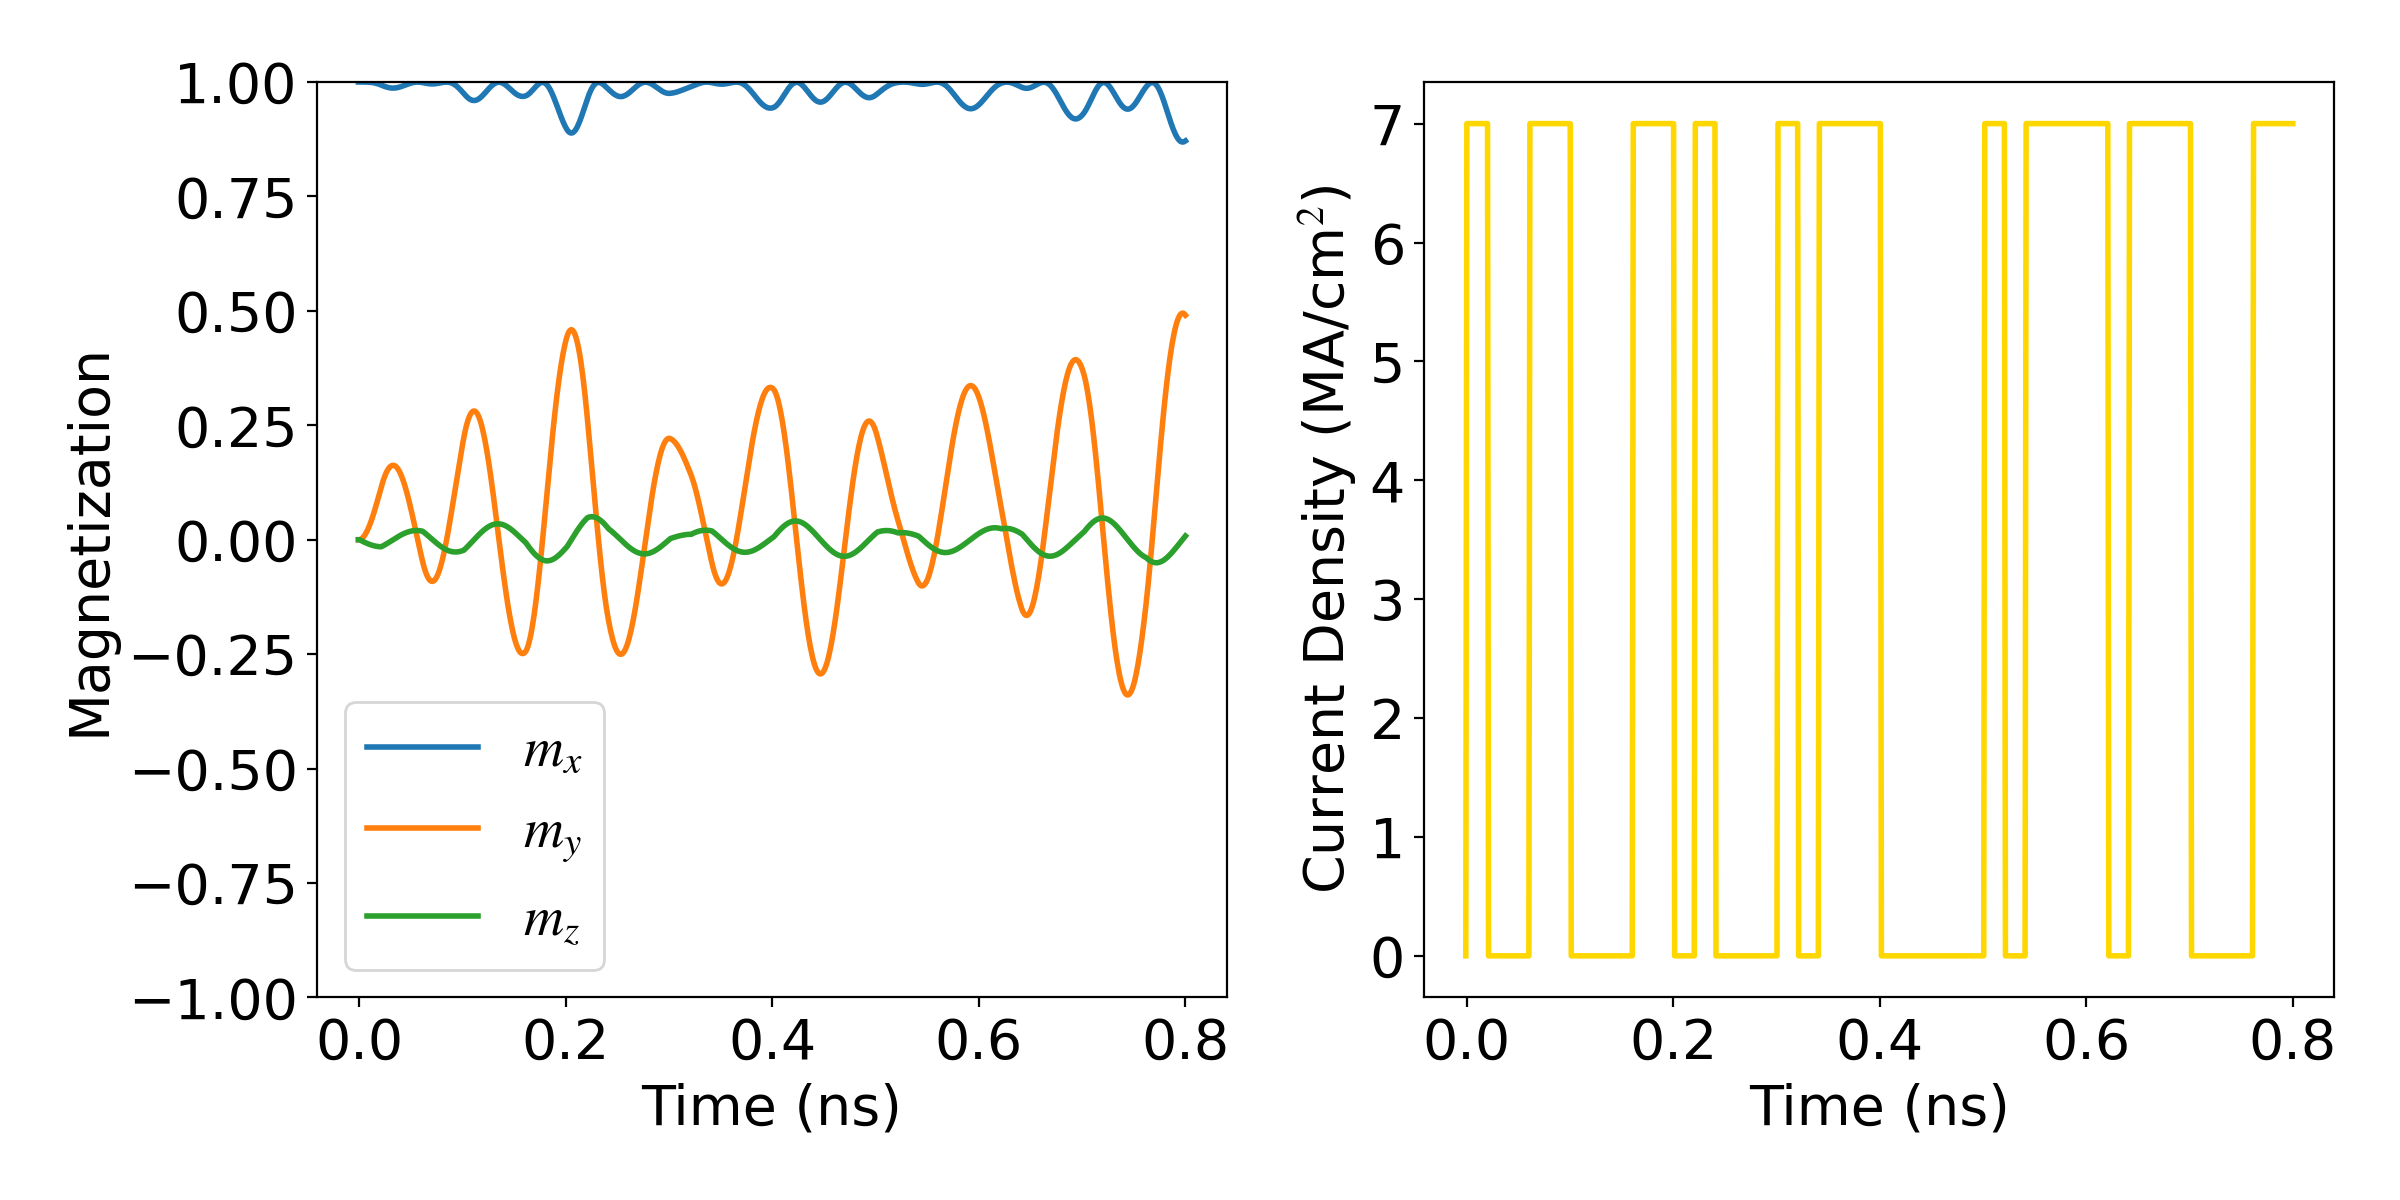 Magnetization
1.00
0.75
0.50
0.25
0.00
−0.25
−0.50
−0.75
−1.00
m_x
m_y
m_z
0.0 0.2 0.4 0.6 0.8
Time (ns)
Current Density (MA/cm²)
7
6
5
4
3
2
1
0
0.0 0.2 0.4 0.6 0.8
Time (ns)